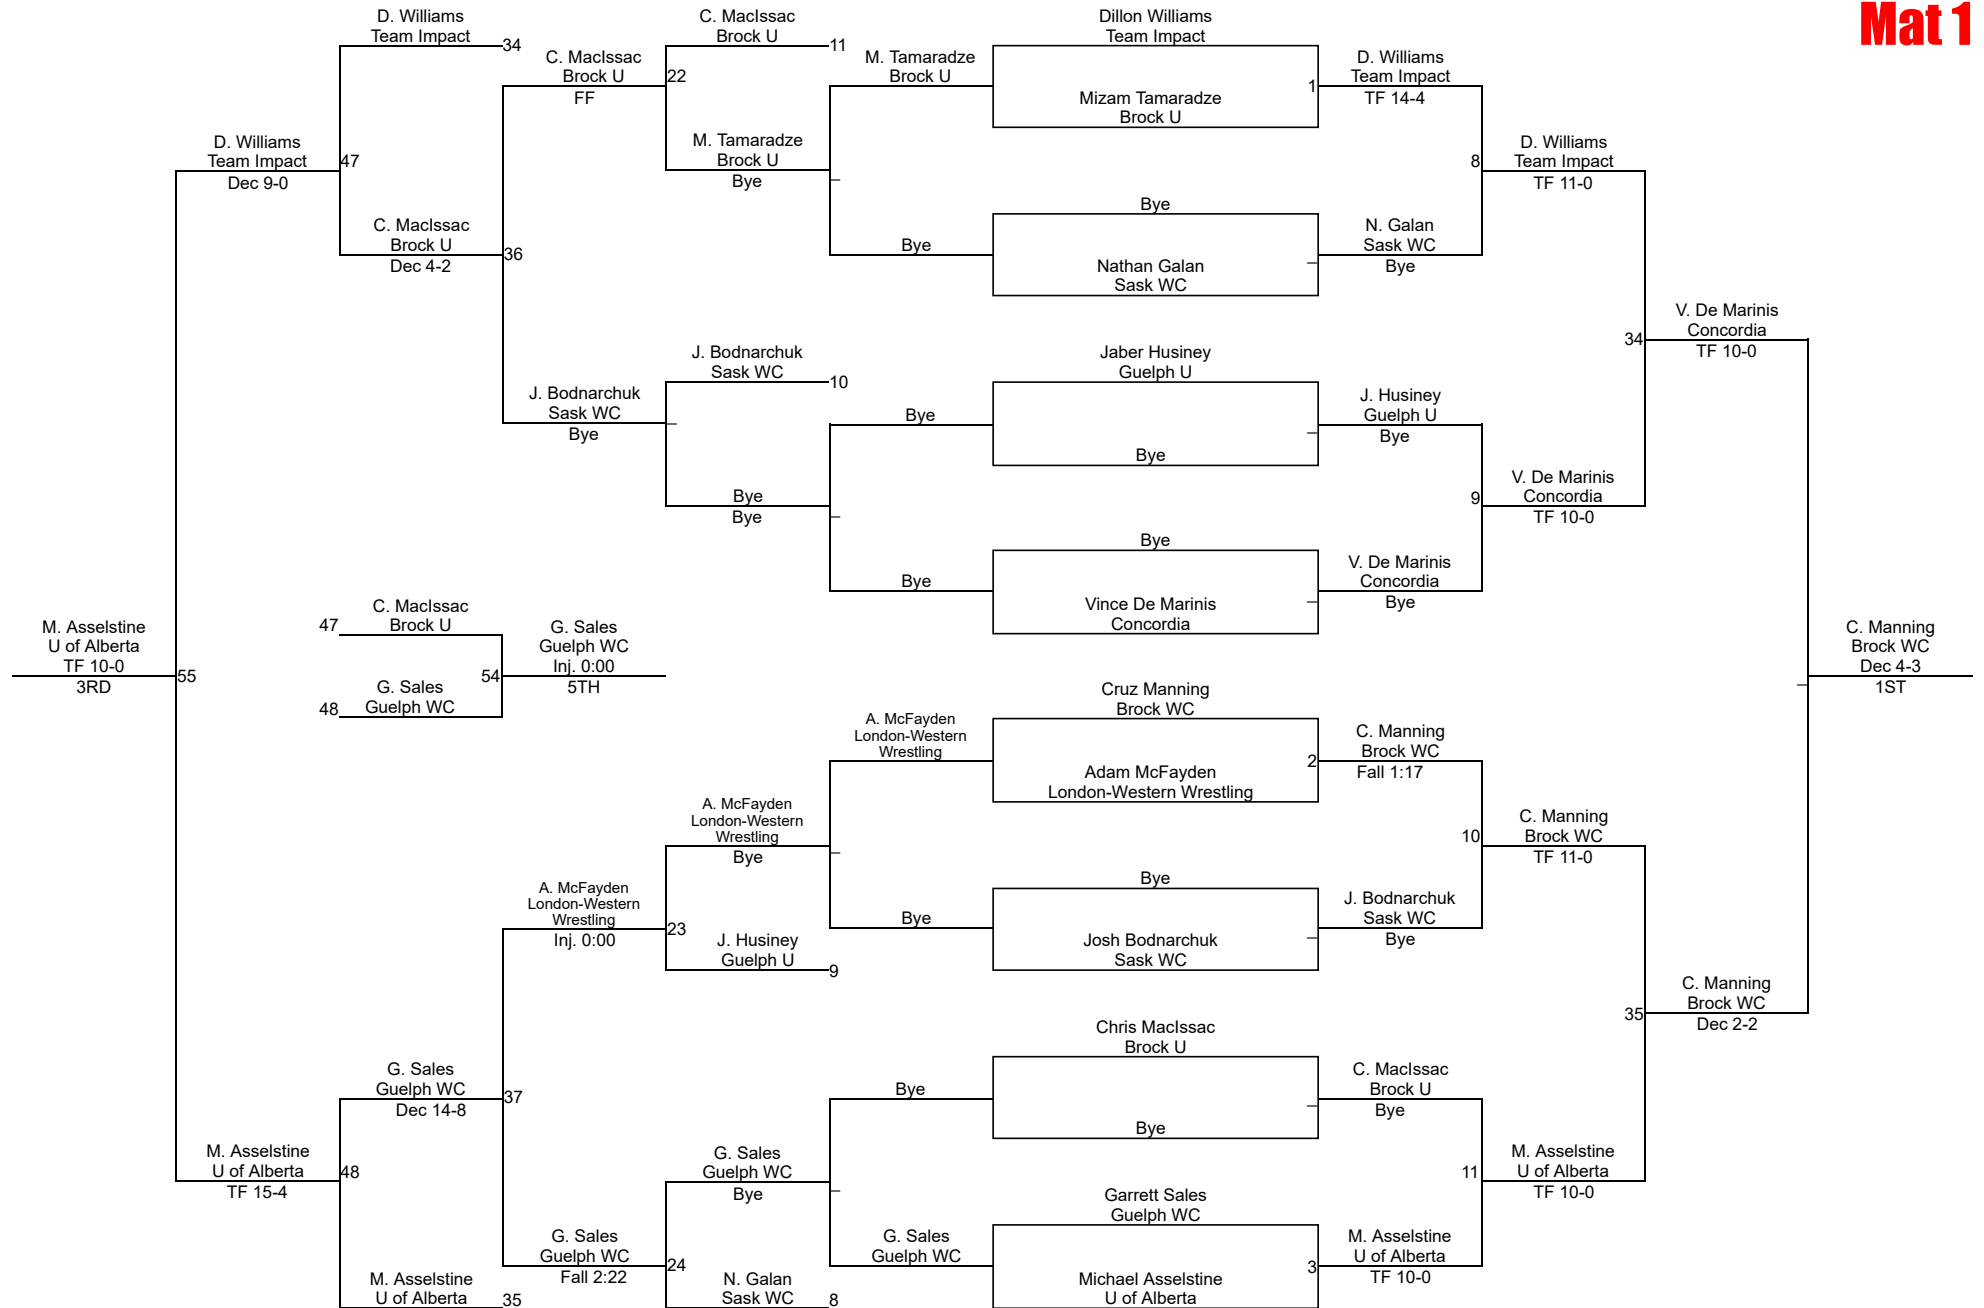 Mat 1
D. Williams
Team Impact
34
C. MacIssac
Brock U
11
Dillon Williams
Team Impact
C. MacIssac
Brock U
FF
22
M. Tamaradze
Brock U
Mizam Tamaradze
Brock U
1
D. Williams
Team Impact
TF 14-4
D. Williams
Team Impact
Dec 9-0
47
M. Tamaradze
Brock U
Bye
8
D. Williams
Team Impact
TF 11-0
C. MacIssac
Brock U
Dec 4-2
36
Bye
Bye
Nathan Galan
Sask WC
N. Galan
Sask WC
Bye
34
V. De Marinis
Concordia
TF 10-0
J. Bodnarchuk
Sask WC
10
Jaber Husiney
Guelph U
J. Bodnarchuk
Sask WC
Bye
Bye
Bye
J. Husiney
Guelph U
Bye
Bye
Bye
9
V. De Marinis
Concordia
TF 10-0
Bye
Bye
Vince De Marinis
Concordia
V. De Marinis
Concordia
Bye
M. Asselstine
U of Alberta
TF 10-0
3RD
55
47
C. MacIssac
Brock U
48
G. Sales
Guelph WC
54
G. Sales
Guelph WC
Inj. 0:00
5TH
C. Manning
Brock WC
Dec 4-3
1ST
A. McFayden
London-Western
Wrestling
Cruz Manning
Brock WC
Adam McFayden
London-Western Wrestling
2
C. Manning
Brock WC
Fall 1:17
A. McFayden
London-Western
Wrestling
Bye
10
C. Manning
Brock WC
TF 11-0
A. McFayden
London-Western
Wrestling
Inj. 0:00
23
J. Husiney
Guelph U
9
Bye
Bye
Josh Bodnarchuk
Sask WC
J. Bodnarchuk
Sask WC
Bye
35
C. Manning
Brock WC
Dec 2-2
G. Sales
Guelph WC
Dec 14-8
37
Bye
Chris MacIssac
Brock U
Bye
C. MacIssac
Brock U
Bye
M. Asselstine
U of Alberta
TF 15-4
48
G. Sales
Guelph WC
Bye
11
M. Asselstine
U of Alberta
TF 10-0
M. Asselstine
U of Alberta
35
G. Sales
Guelph WC
Fall 2:22
24
N. Galan
Sask WC
8
G. Sales
Guelph WC
Garrett Sales
Guelph WC
Michael Asselstine
U of Alberta
3
M. Asselstine
U of Alberta
TF 10-0